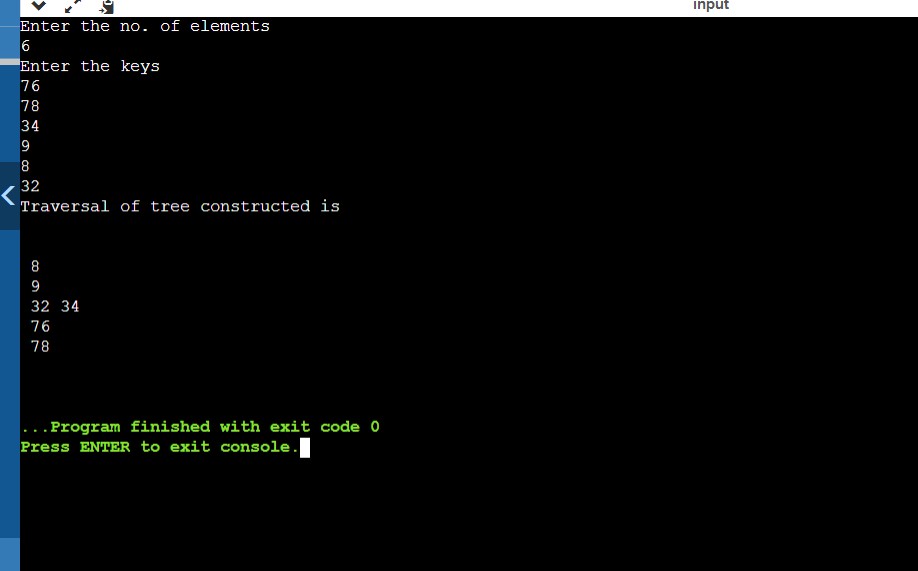 input
Enter the no. of elements
6
Enter the keys
76
78
34
9
8
32
Traversal of tree constructed is
8
9
32 34
76
78
...Program finished with exit code 0
Press ENTER to exit console.